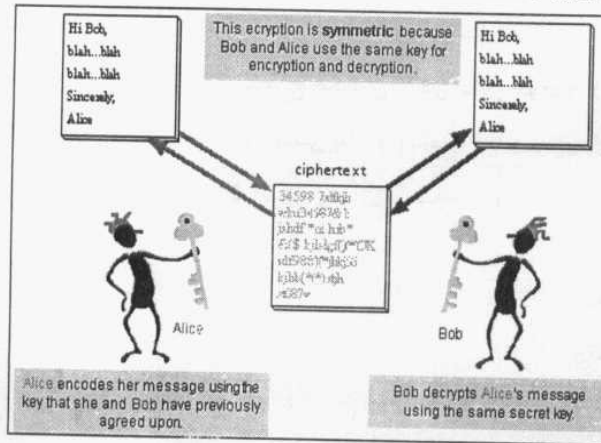 Hi Bob,
blah...blah
blah...blah
Sincerely,
Alice
This ecryption is symmetric because
Bob and Alice use the same key for
encryption and decryption.
Hi Bob,
blah...blah
blah...blah
Sincerely,
Alice
ciphertext
34598
Alice
Bob
Alice encodes her message using the
key that she and Bob have previously
agreed upon.
Bob decrypts Alice's message
using the same secret key.